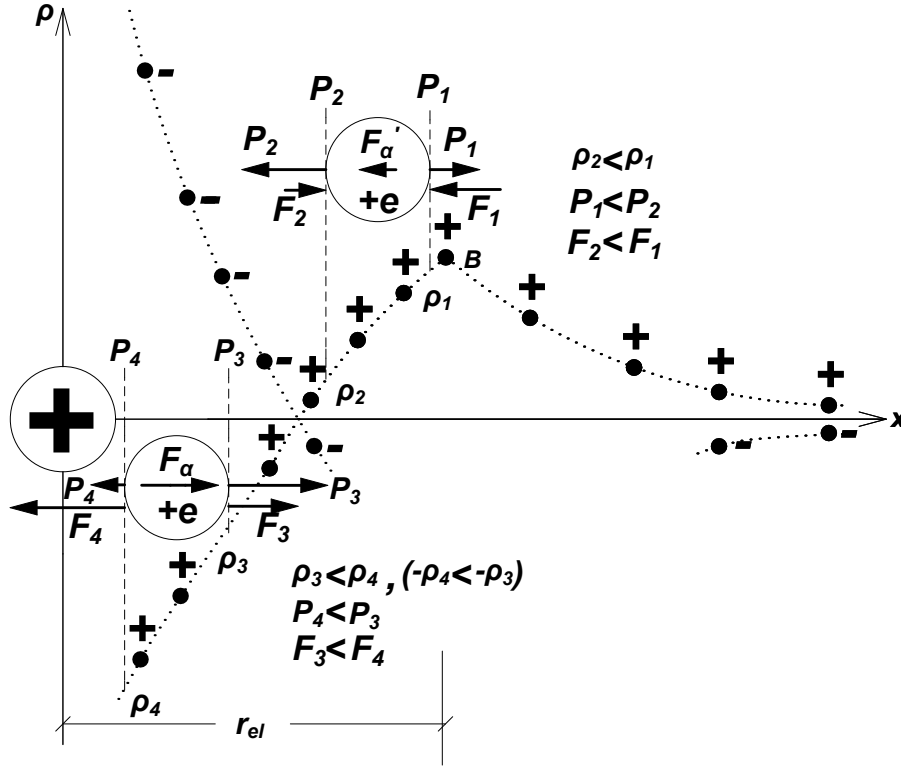 ρ
P₂
P₁
P₂
Fα'
P₁
F₂
+e
F₁
ρ₂<ρ₁
P₁<P₂
F₂<F₁
-
-
-
-
-
-
-
+
+
+
+
+
+
+
+
+
+
+
+
B
ρ₁
ρ₂
x
P₄
P₃
+
P₄
Fα
P₃
F₄
+e
F₃
ρ₃
ρ₄
ρ₃<ρ₄ , (-ρ₄<-ρ₃)
P₄<P₃
F₃<F₄
rel